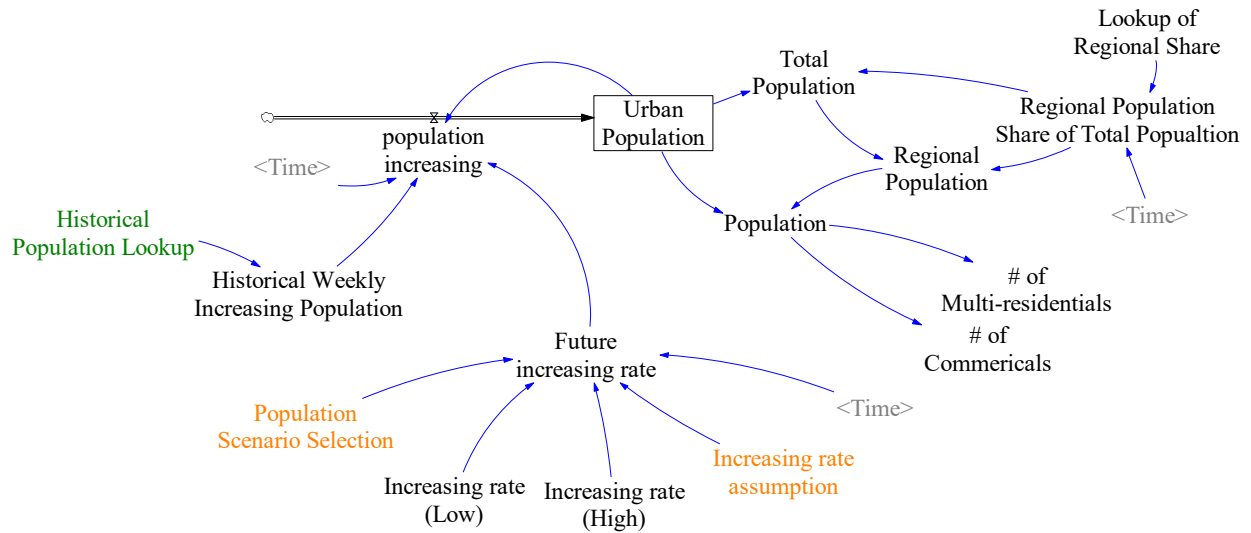 Lookup of
Regional Share
Total
Population
Urban
Population
Regional Population
Share of Total Popualtion
population
increasing
<Time>
Regional
Population
Historical
Population Lookup
Population
<Time>
Historical Weekly
Increasing Population
# of
Multi-residentials
# of
Commericals
Future
increasing rate
Population
Scenario Selection
<Time>
Increasing rate
(Low)
Increasing rate
(High)
Increasing rate
assumption